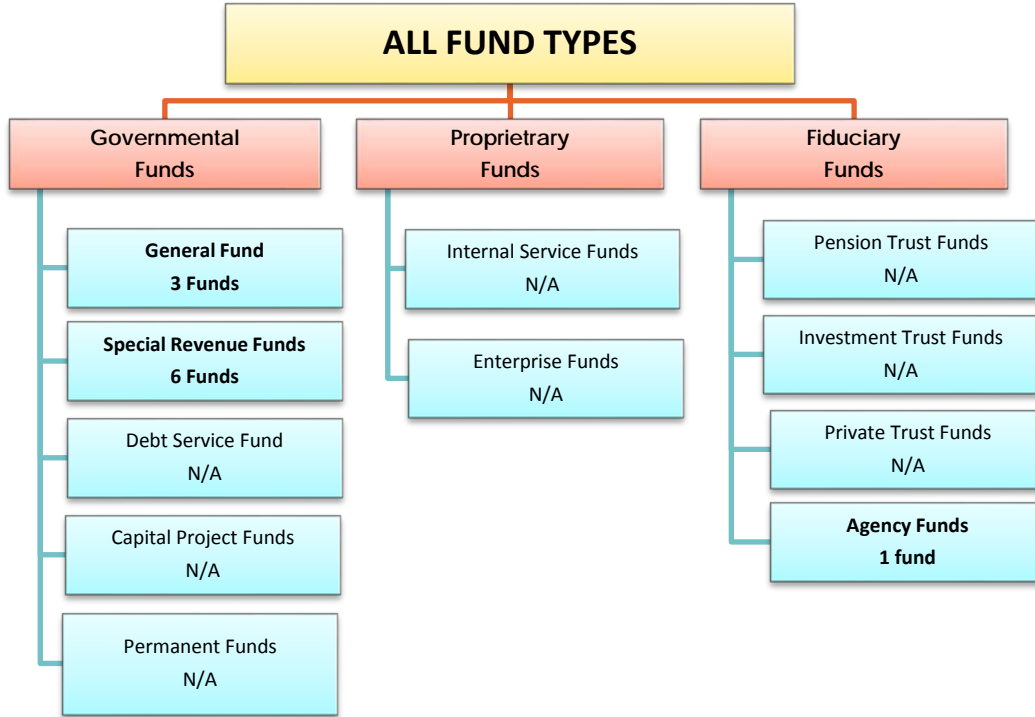 ALL FUND TYPES
Governmental
Funds
General Fund
3 Funds
Special Revenue Funds
6 Funds
Debt Service Fund
N/A
Capital Project Funds
N/A
Permanent Funds
N/A
Proprietrary
Funds
Internal Service Funds
N/A
Enterprise Funds
N/A
Fiduciary
Funds
Pension Trust Funds
N/A
Investment Trust Funds
N/A
Private Trust Funds
N/A
Agency Funds
1 fund